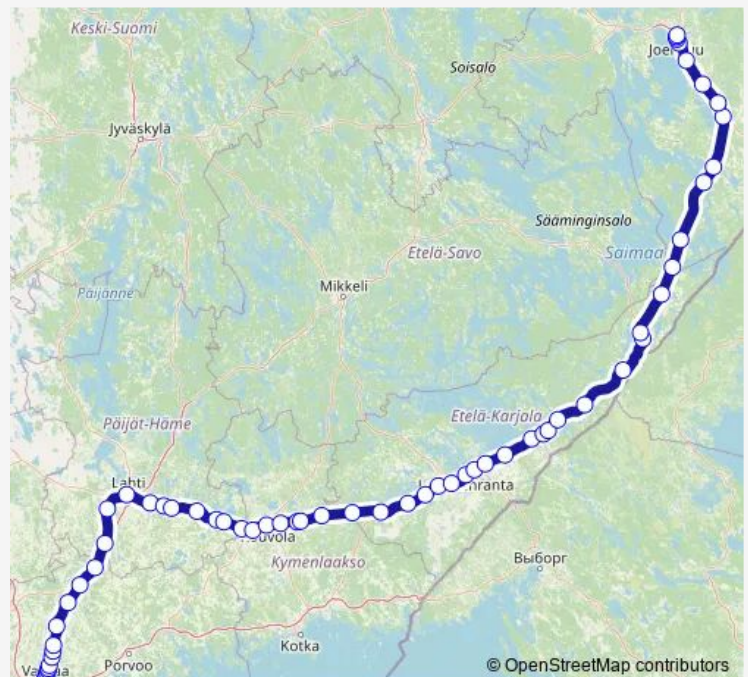 Keski-Suomi
Soisalo
Jyväskylä
Sääminginsalo
Etelä-Savo
Saimaa
Mikkeli
Päijänne
Etelä-Karjala
Päijät-Häme
Lahti
Kymenlaakso
Выборг
Kotka
Porvoo
© OpenStreetMap contributors